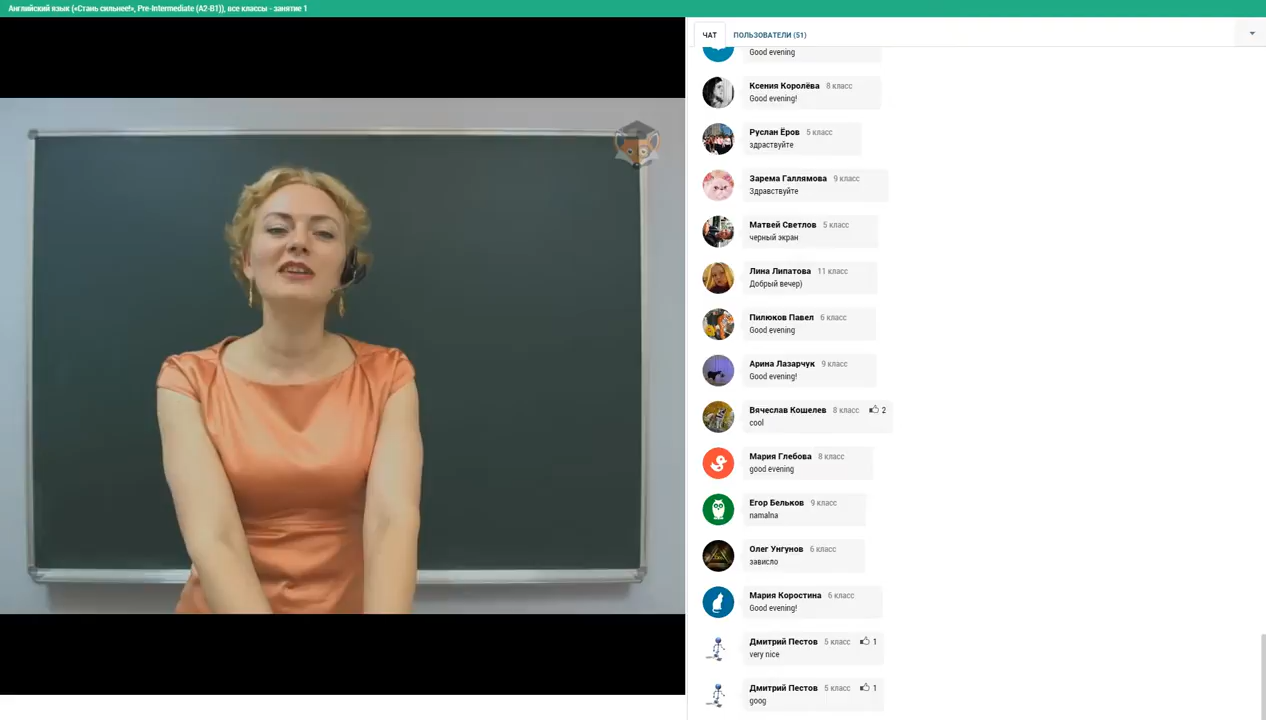 Английский язык («Стань сильнее!», Pre-Intermediate (A2-B1)), все классы - занятие 1
ЧАТ
ПОЛЬЗОВАТЕЛИ (51)
Good evening
Ксения Королёва 8 класс
Good evening!
Руслан Ёров 5 класс
здраствуйте
Зарема Галлямова 9 класс
Здравствуйте
Матвей Светлов 5 класс
черный экран
Лина Липатова 11 класс
Добрый вечер)
Пилюков Павел 6 класс
Good evening
Арина Лазарчук 9 класс
Good evening!
Вячеслав Кошелев 8 класс 2
cool
Мария Глебова 8 класс
good evening
Егор Бельков 9 класс
namalna
Олег Унгунов 6 класс
зависло
Мария Коростина 6 класс
Good evening!
Дмитрий Пестов 5 класс 1
very nice
Дмитрий Пестов 5 класс 1
goog